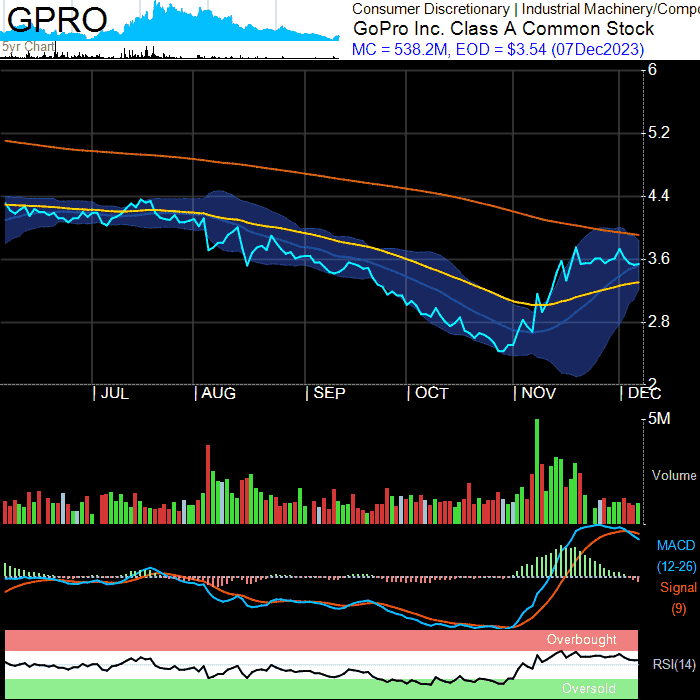 GPRO
5yr Chart
Consumer Discretionary | Industrial Machinery/Compo
GoPro Inc. Class A Common Stock
MC = 538.2M, EOD = $3.54 (07Dec2023)
6
5.2
4.4
3.6
2.8
2
| JUL | AUG | SEP | OCT | NOV | DEC
5M
Volume
MACD
(12-26)
Signal
(9)
Overbought
RSI(14)
Oversold